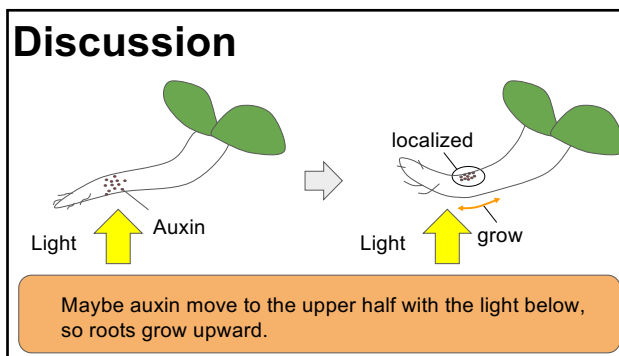 Discussion
localized
Auxin
Light
Light
grow
Maybe auxin move to the upper half with the light below,
so roots grow upward.